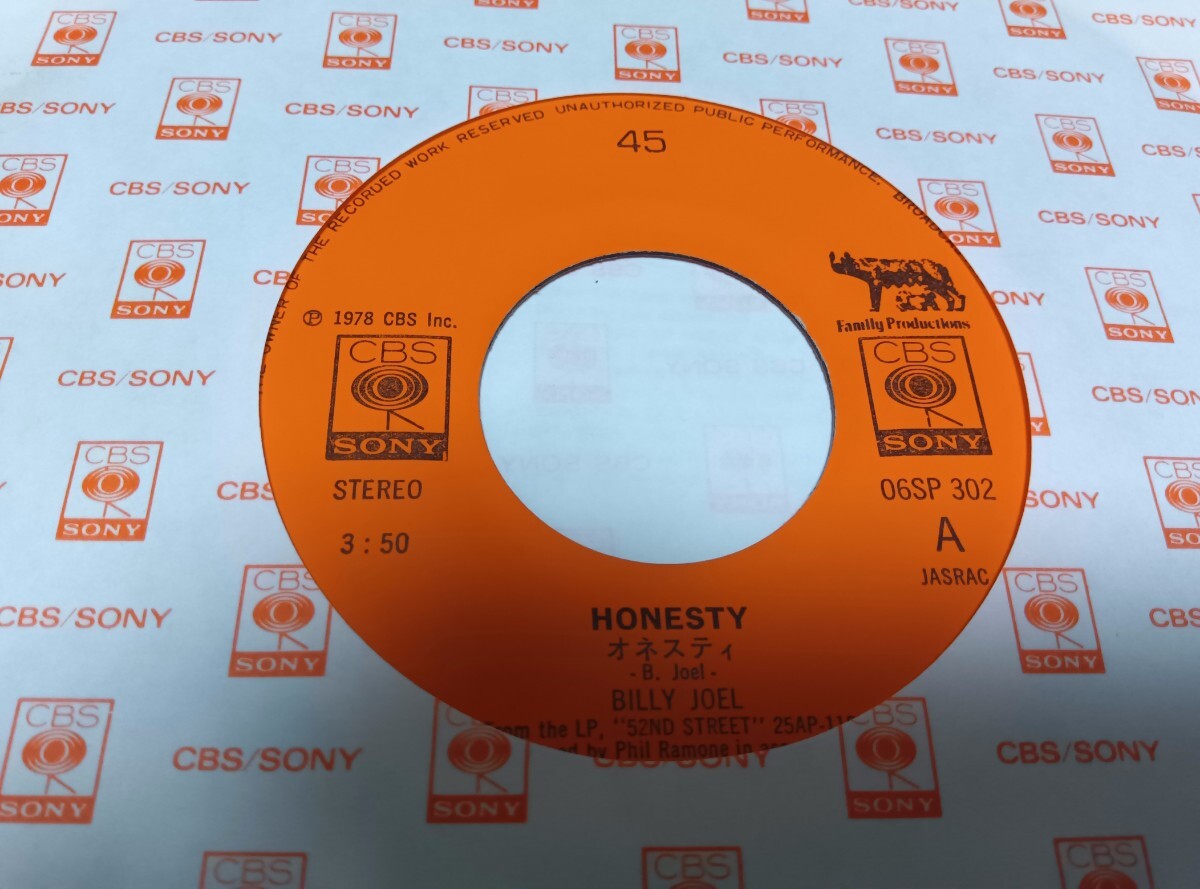 THE OWNER OF THE RECORDED WORK RESERVED UNAUTHORIZED PUBLIC PERFORMANCE,
45
℗ 1978 CBS Inc.
CBS
SONY
STEREO
3:50
Family Productions
CBS
SONY
06SP 302
A
JASRAC
HONESTY
オネスティ
- B. Joel -
BILLY JOEL
the LP, "52ND STREET"
by Phil Ramone in
CBS/SONY
CBS
SONY